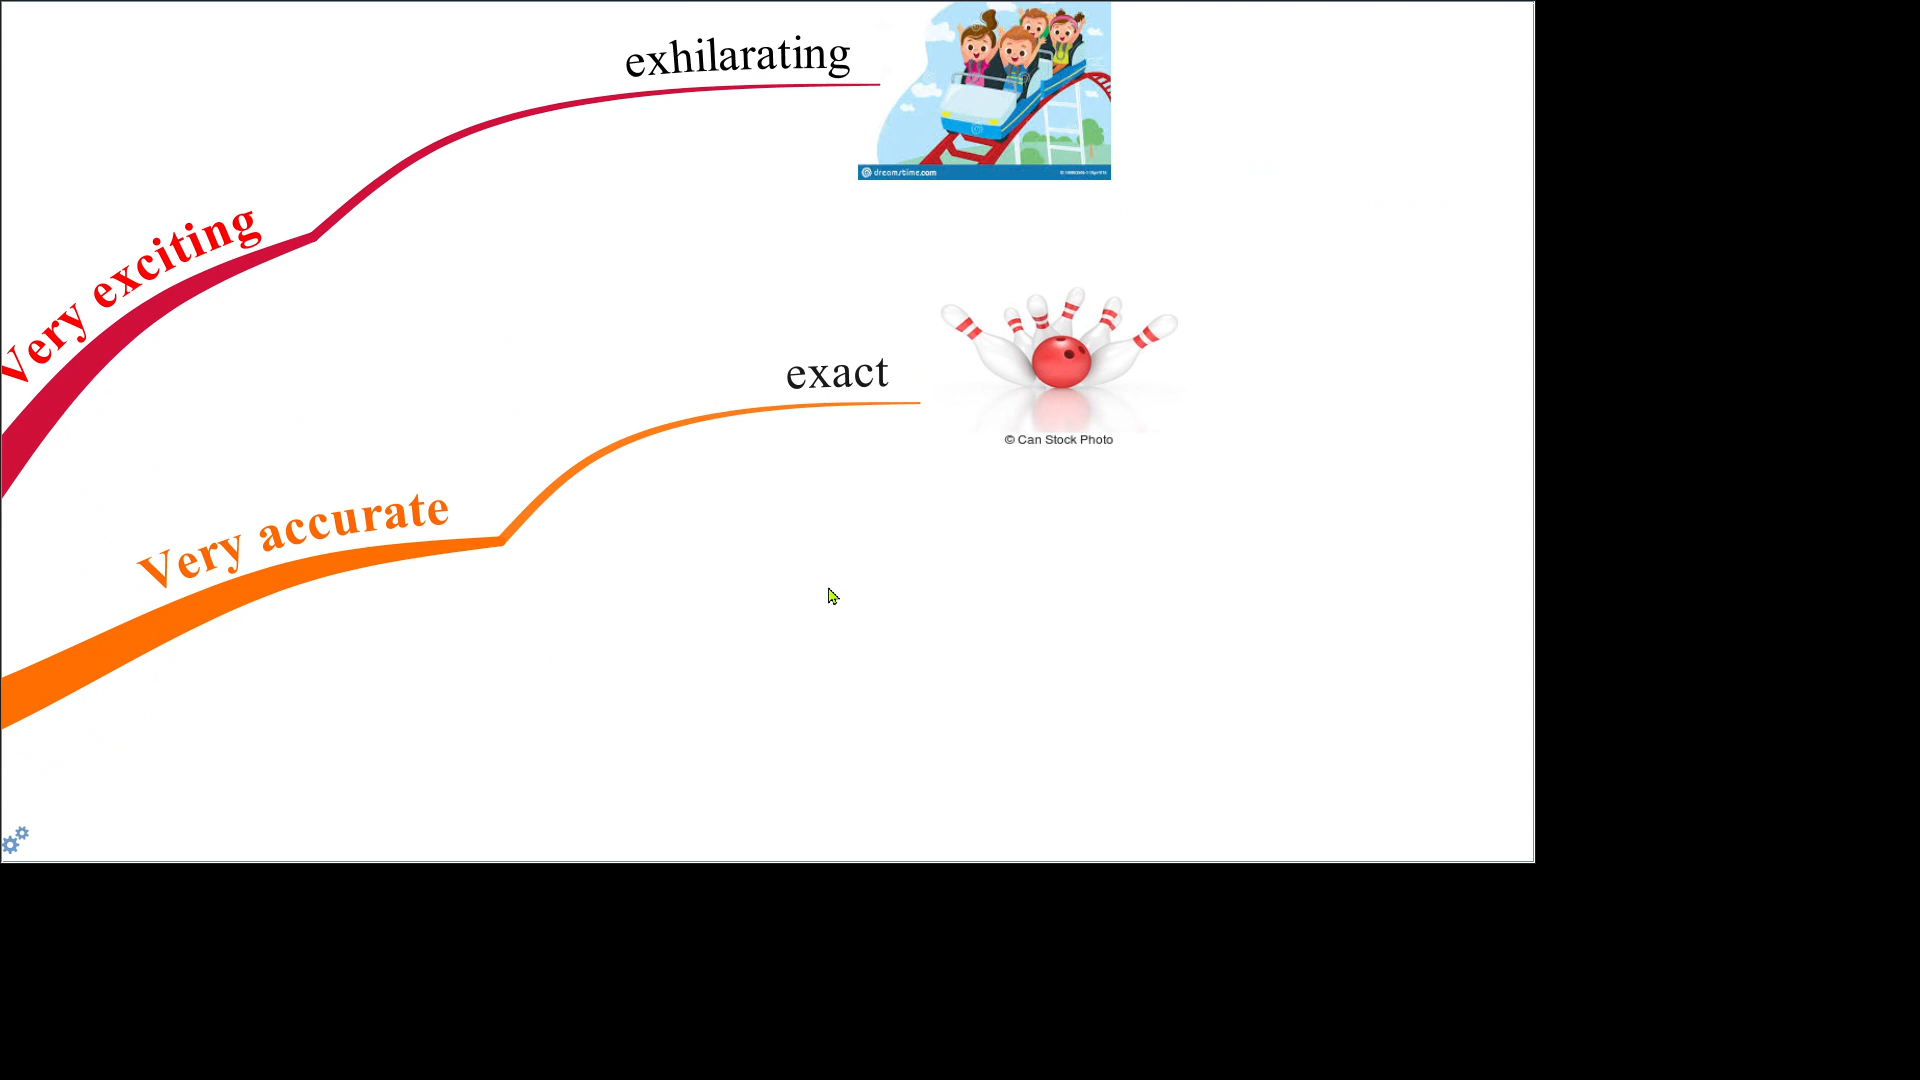 exhilarating
dreamstime.com
Very exciting
exact
© Can Stock Photo
Very accurate